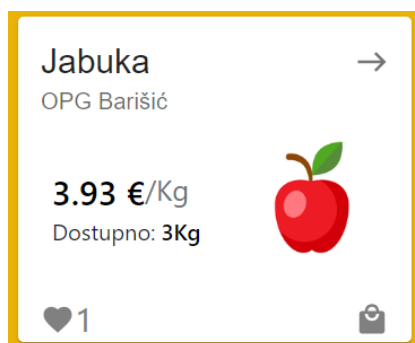 Jabuka
OPG Barišić
3.93 €/Kg
Dostupno: 3Kg
1